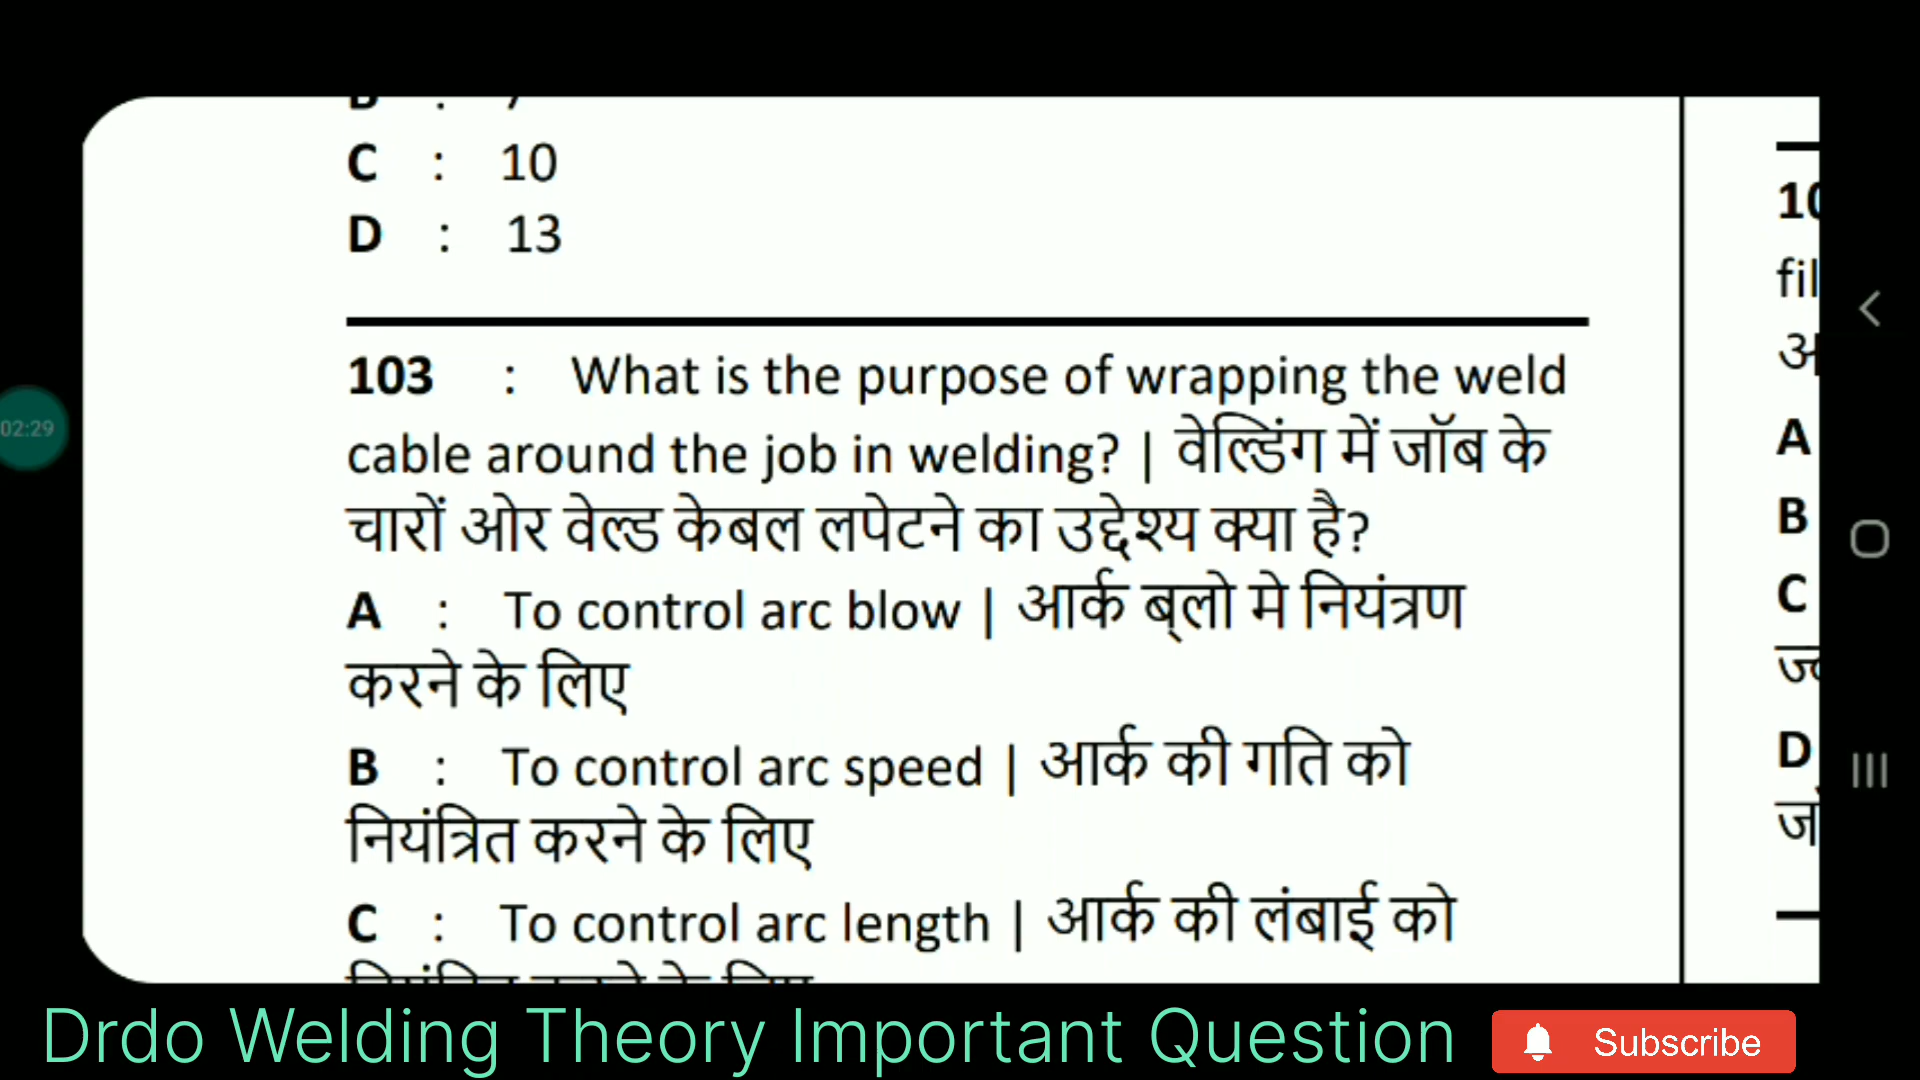 C : 10
D : 13
103 : What is the purpose of wrapping the weld
cable around the job in welding? | वेल्डिंग में जॉब के
चारों ओर वेल्ड केबल लपेटने का उद्देश्य क्या है?
A : To control arc blow | आर्क ब्लो मे नियंत्रण
करने के लिए
B : To control arc speed | आर्क की गति को
नियंत्रित करने के लिए
C : To control arc length | आर्क की लंबाई को
10
fil
A
B
C
D
02:29
Drdo Welding Theory Important Question
Subscribe